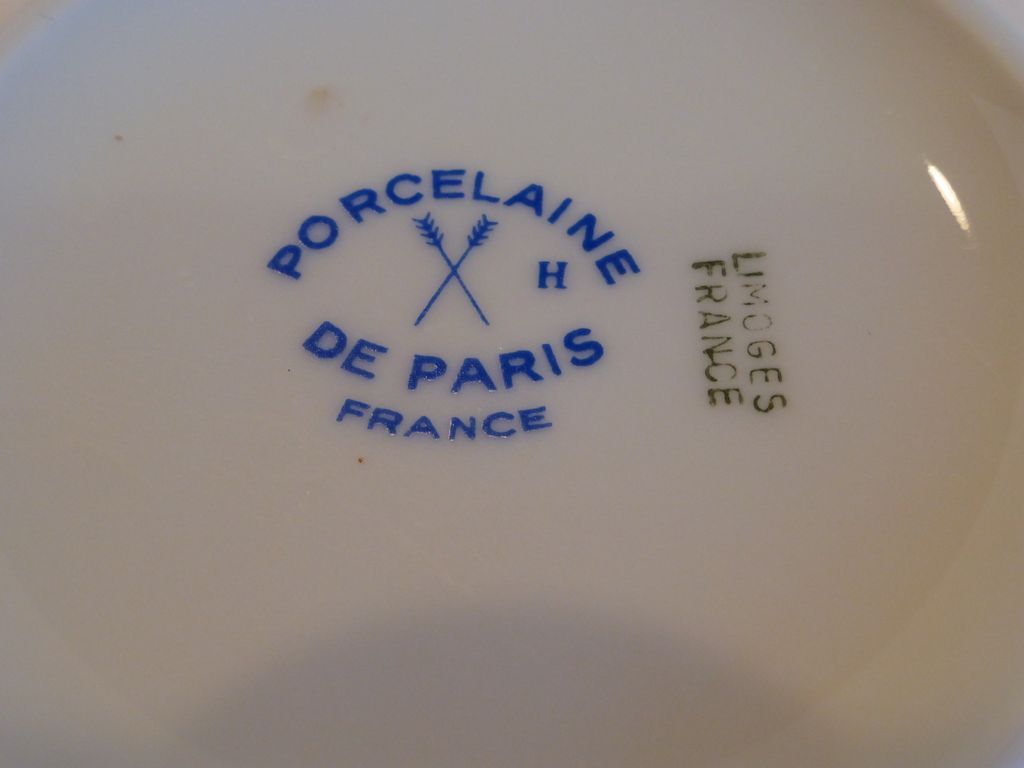 PORCELAINE
H
DE PARIS
FRANCE
LIMOGES
FRANCE